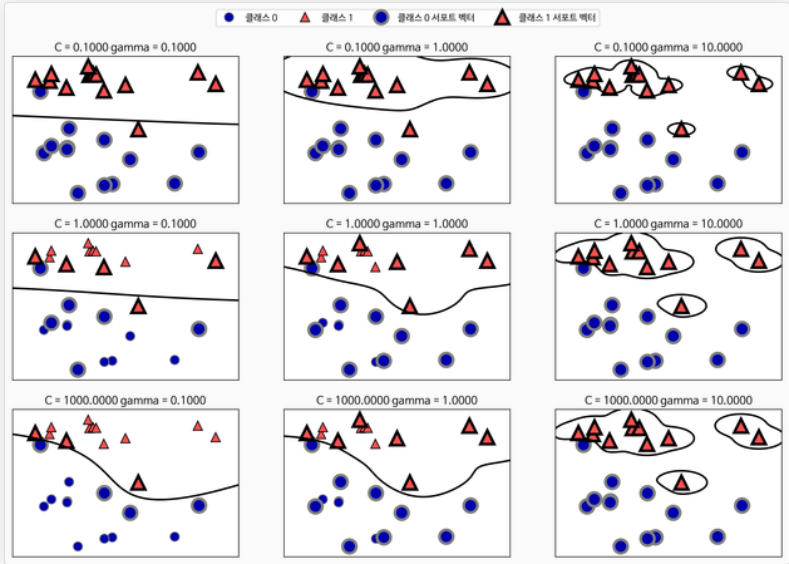 클래스 0 클래스 1 클래스 0 서포트 벡터 클래스 1 서포트 벡터
C = 0.1000 gamma = 0.1000 C = 0.1000 gamma = 1.0000 C = 0.1000 gamma = 10.0000
C = 1.0000 gamma = 0.1000 C = 1.0000 gamma = 1.0000 C = 1.0000 gamma = 10.0000
C = 1000.0000 gamma = 0.1000 C = 1000.0000 gamma = 1.0000 C = 1000.0000 gamma = 10.0000